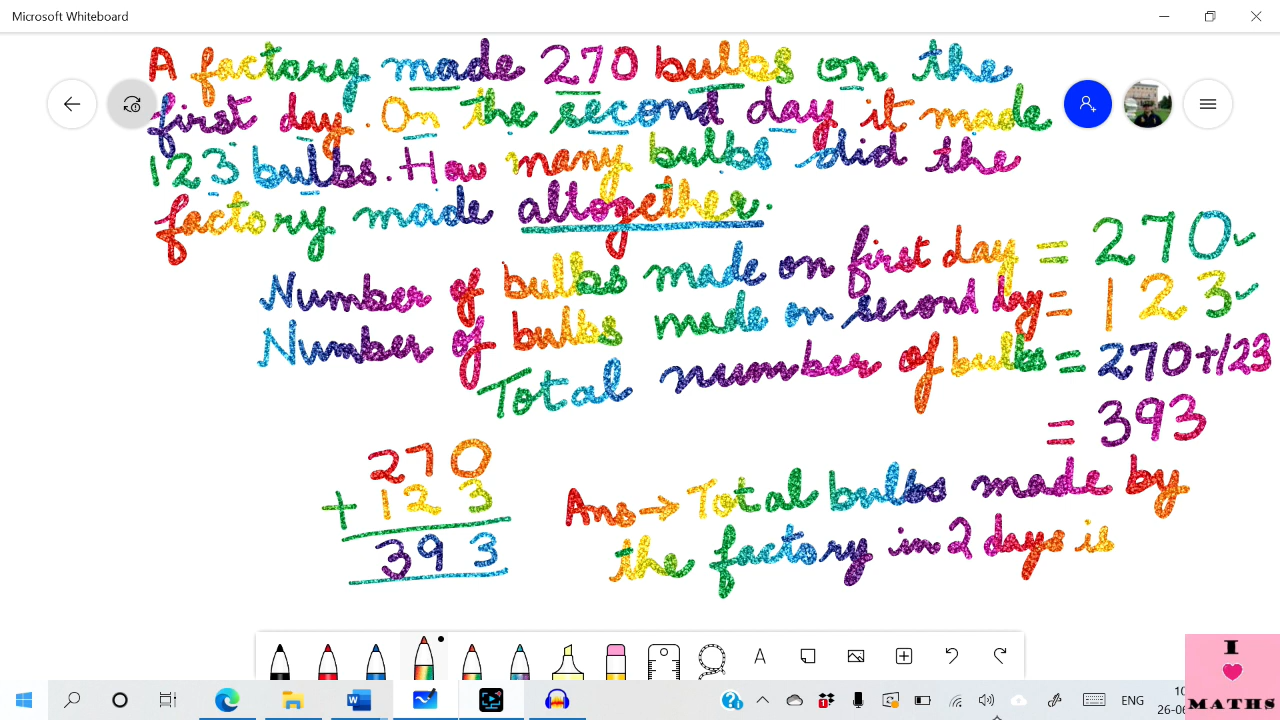 Microsoft Whiteboard
A factory made 270 bulbs on the
first day. On the second day it made
123 bulbs. How many bulbs did the
factory made altogether.
Number of bulbs made on first day = 270
Number of bulbs made on second day = 123
Total number of bulbs = 270+123
= 393
270
+ 123
393
Ans → Total bulbs made by
the factory in 2 days is
I
MATHS
ENG
10
26-0